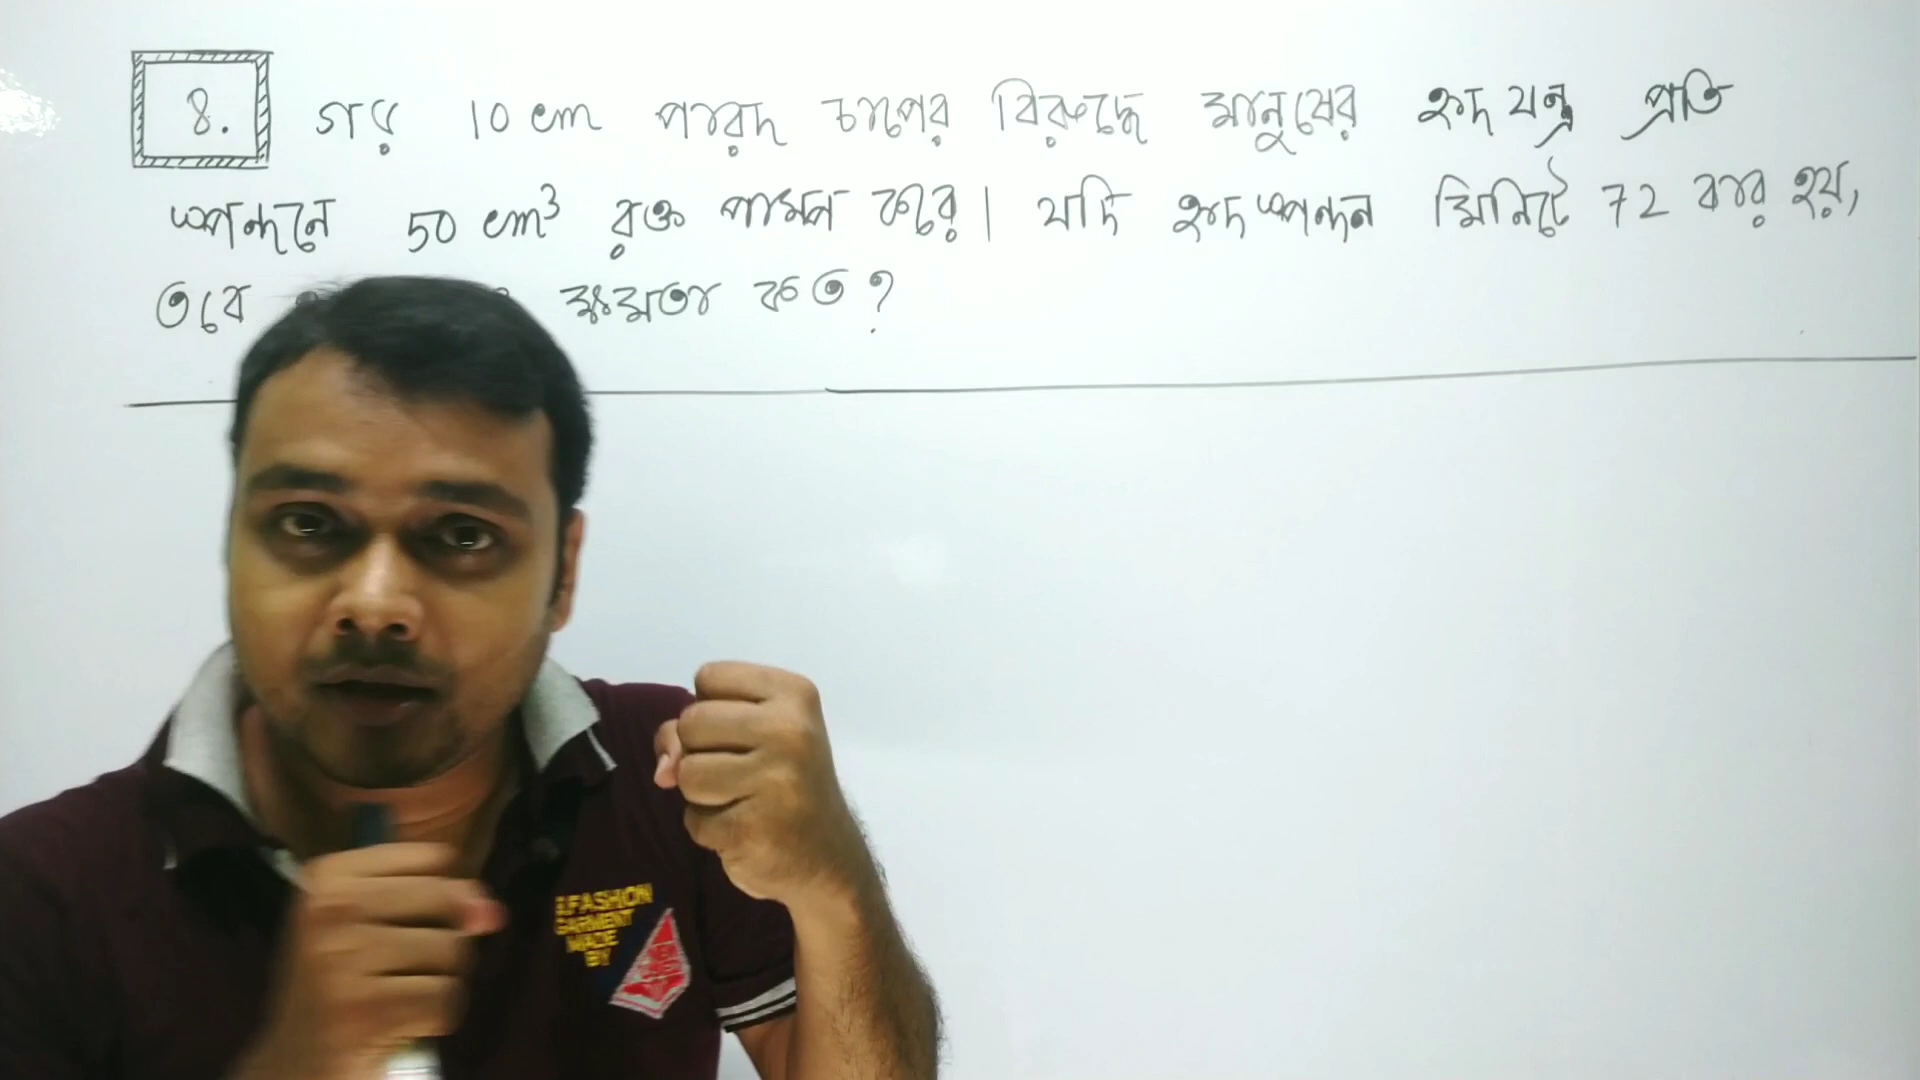 8. গড় 10 cm পারদ চাপের বিরুদ্ধে মানুষের হৃদযন্ত্র প্রতি
স্পন্দনে 50 cm³ রক্ত পাম্প করে। যদি হৃদস্পন্দন মিনিটে 72 বার হয়,
তবে ক্ষমতা কত?
FASHION
GARMENT
MADE
BY